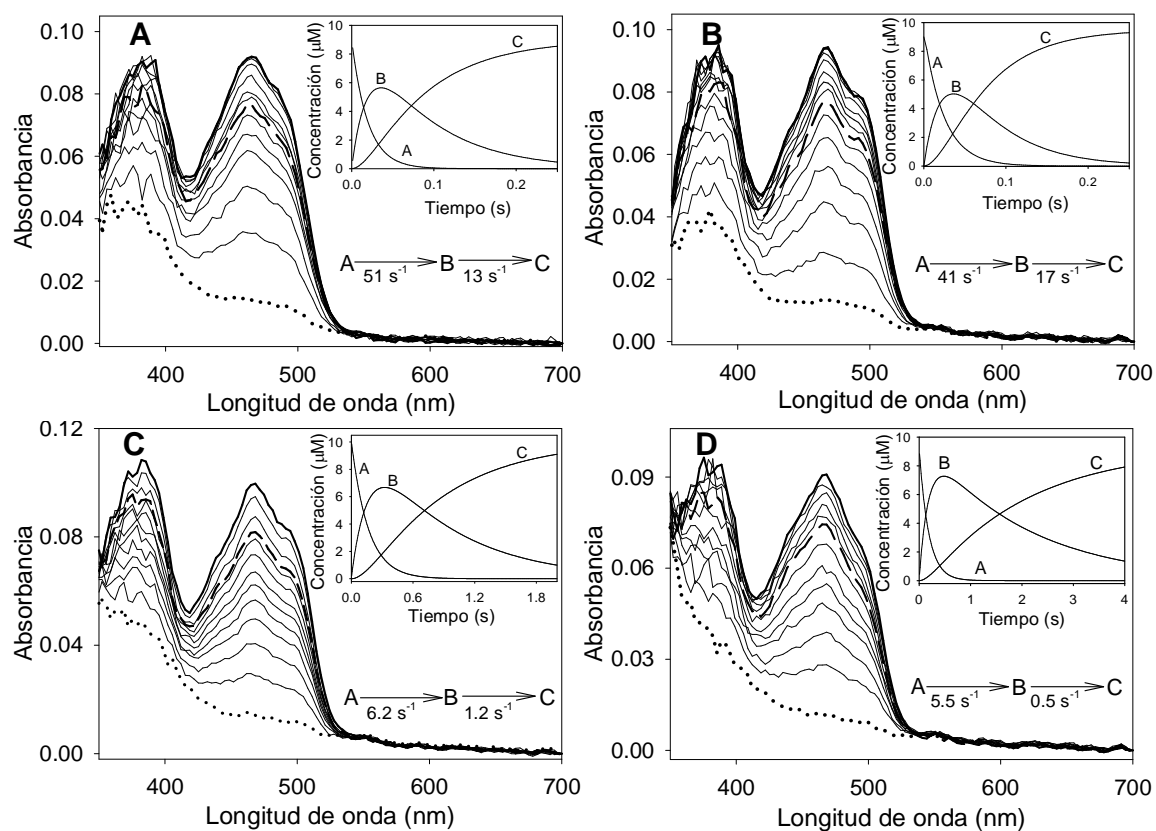 A
Absorbancia
0.10
0.08
0.06
0.04
0.02
0.00
400 500 600 700
Longitud de onda (nm)
Concentración (µM)
10
8
6
4
2
0
0.0 0.1 0.2
Tiempo (s)
B
C
A
A B C
51 s-1 13 s-1
B
Absorbancia
0.10
0.08
0.06
0.04
0.02
0.00
400 500 600 700
Longitud de onda (nm)
Concentración (µM)
10
8
6
4
2
0
0.0 0.1 0.2
Tiempo (s)
A
B
C
A B C
41 s-1 17 s-1
C
Absorbancia
0.12
0.08
0.04
0.00
400 500 600 700
Longitud de onda (nm)
Concentración (µM)
10
8
6
4
2
0
0.0 0.6 1.2 1.8
Tiempo (s)
A
B
C
A B C
6.2 s-1 1.2 s-1
D
Absorbancia
0.09
0.06
0.03
0.00
400 500 600 700
Longitud de onda (nm)
Concentración (µM)
10
8
6
4
2
0
0 1 2 3 4
Tiempo (s)
B
C
A
A B C
5.5 s-1 0.5 s-1